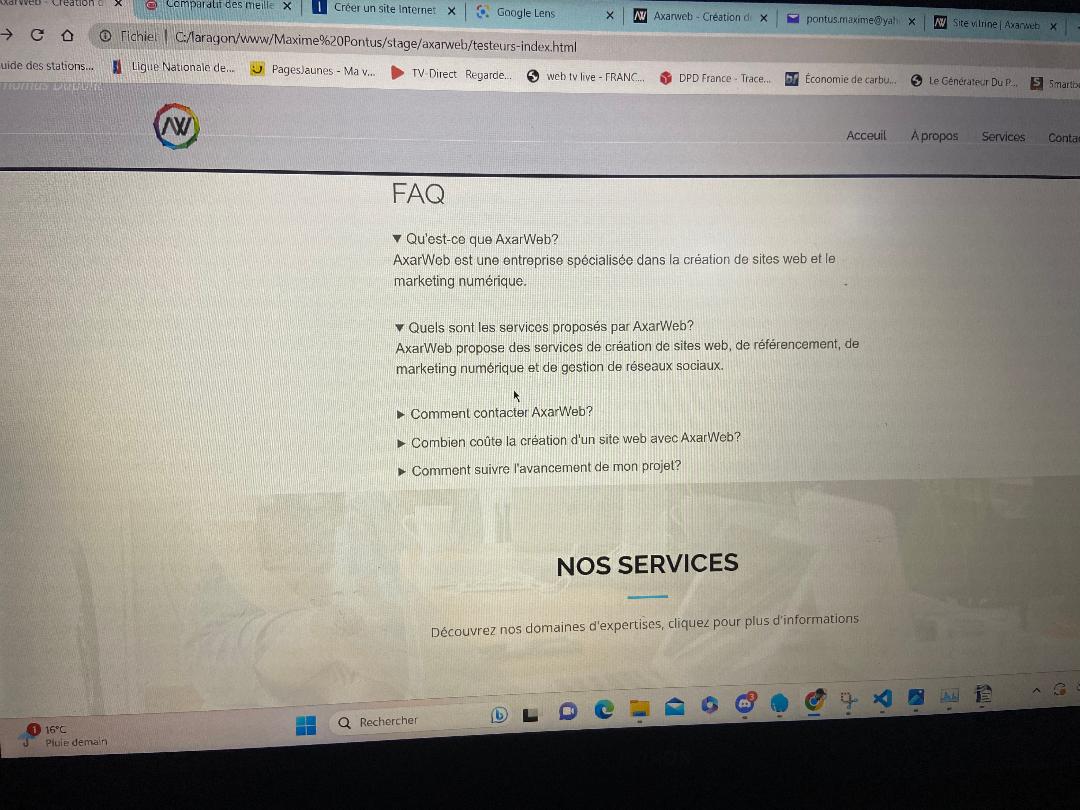 Axarweb - Création d
Comparatif des meille
Créer un site Internet
Google Lens
Axarweb - Création d
pontus.maxime@yah
Site vitrine | Axarweb
Fichier | C:/laragon/www/Maxime%20Pontus/stage/axarweb/testeurs-index.html
uide des stations...
Ligue Nationale de...
PagesJaunes - Ma v...
TV-Direct Regarde...
web tv live - FRANC...
DPD France - Trace...
Économie de carbu...
Le Générateur Du P...
Smartbo
Thomas Dupont
AW
Acceuil
À propos
Services
Conta
FAQ
▼ Qu'est-ce que AxarWeb?
AxarWeb est une entreprise spécialisée dans la création de sites web et le
marketing numérique.
▼ Quels sont les services proposés par AxarWeb?
AxarWeb propose des services de création de sites web, de référencement, de
marketing numérique et de gestion de réseaux sociaux.
▶ Comment contacter AxarWeb?
▶ Combien coûte la création d'un site web avec AxarWeb?
▶ Comment suivre l'avancement de mon projet?
NOS SERVICES
Découvrez nos domaines d'expertises, cliquez pour plus d'informations
1
16°C
Pluie demain
Rechercher
3